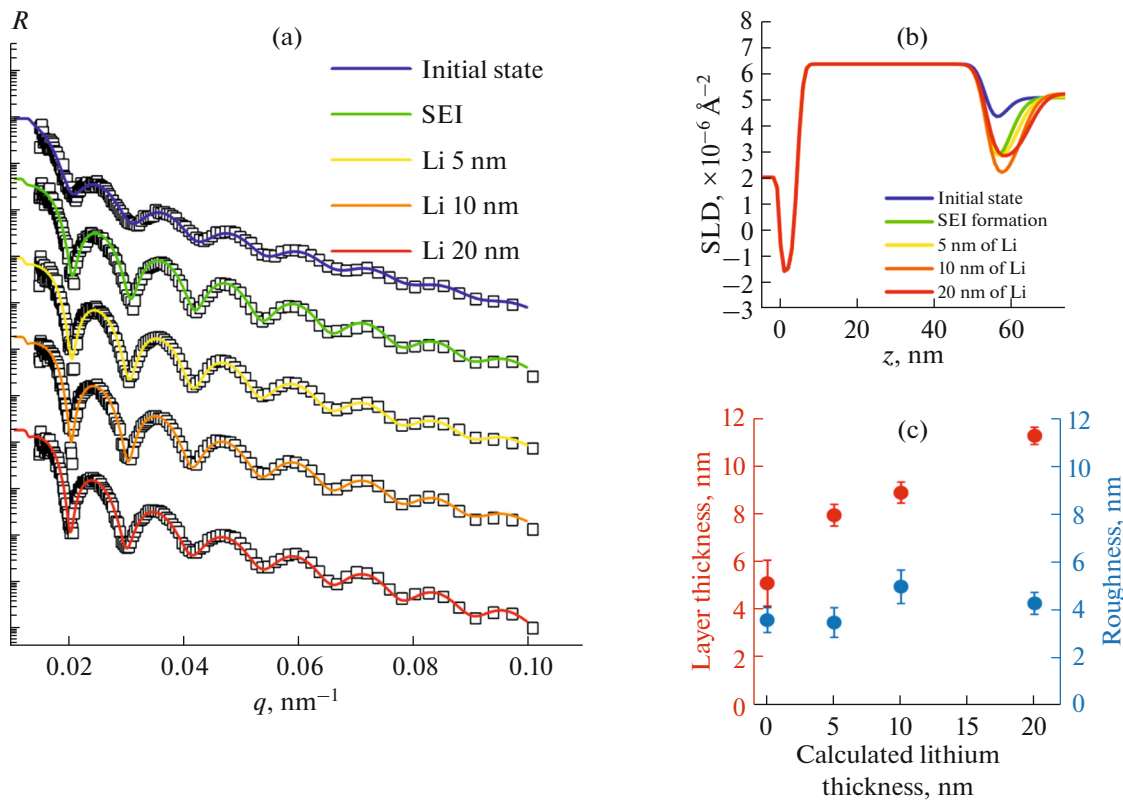 R
(a)
Initial state
SEI
Li 5 nm
Li 10 nm
Li 20 nm
0.02 0.04 0.06 0.08 0.10
q, nm⁻¹
(b)
8
7
6
5
4
3
2
1
0
−1
−2
−3
SLD, ×10⁻⁶ Å⁻²
Initial state
SEI formation
5 nm of Li
10 nm of Li
20 nm of Li
0 20 40 60
z, nm
(c)
12
10
8
6
4
2
0
Layer thickness, nm
12
10
8
6
4
2
0
Roughness, nm
0 5 10 15 20
Calculated lithium
thickness, nm